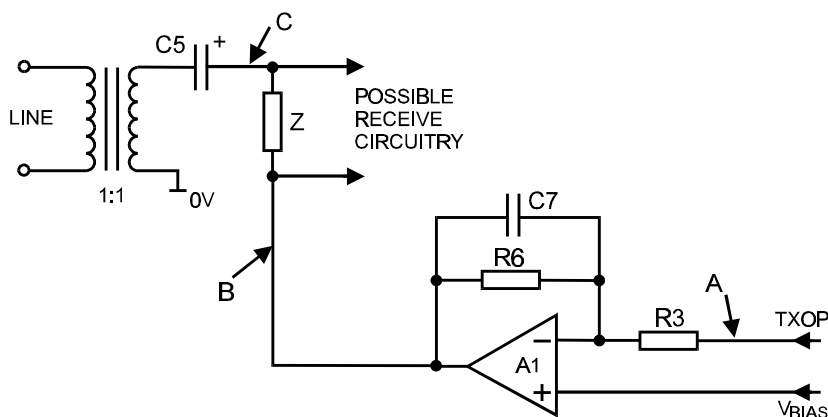 C
C5
+
POSSIBLE
RECEIVE
CIRCUITRY
LINE
Z
1:1
0V
C7
B
R6
A
R3
TXOP
A1
−
+
VBIAS